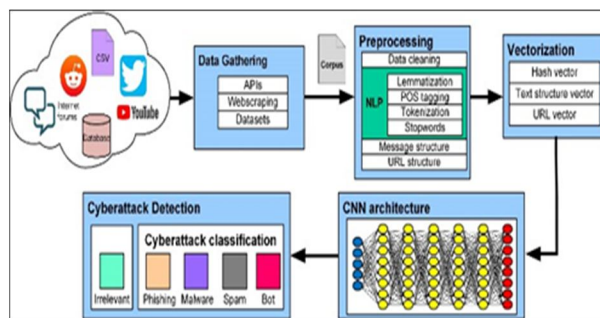 CSV
Internet
forums
YouTube
Database
Data Gathering
APIs
Webscraping
Datasets
Corpus
Preprocessing
Data cleaning
NLP
Lemmatization
POS tagging
Tokenization
Stopwords
Message structure
URL structure
Vectorization
Hash vector
Text structure vector
URL vector
CNN architecture
Cyberattack Detection
Cyberattack classification
Irrelevant
Phishing
Malware
Spam
Bot